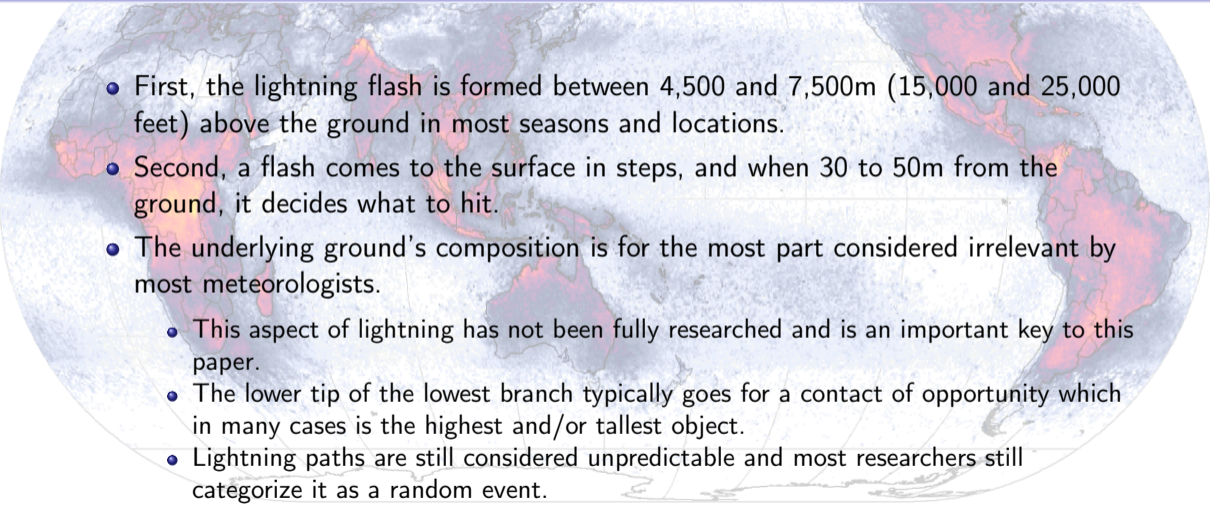 First, the lightning flash is formed between 4,500 and 7,500m (15,000 and 25,000
feet) above the ground in most seasons and locations.
Second, a flash comes to the surface in steps, and when 30 to 50m from the
ground, it decides what to hit.
The underlying ground's composition is for the most part considered irrelevant by
most meteorologists.
This aspect of lightning has not been fully researched and is an important key to this
paper.
The lower tip of the lowest branch typically goes for a contact of opportunity which
in many cases is the highest and/or tallest object.
Lightning paths are still considered unpredictable and most researchers still
categorize it as a random event.